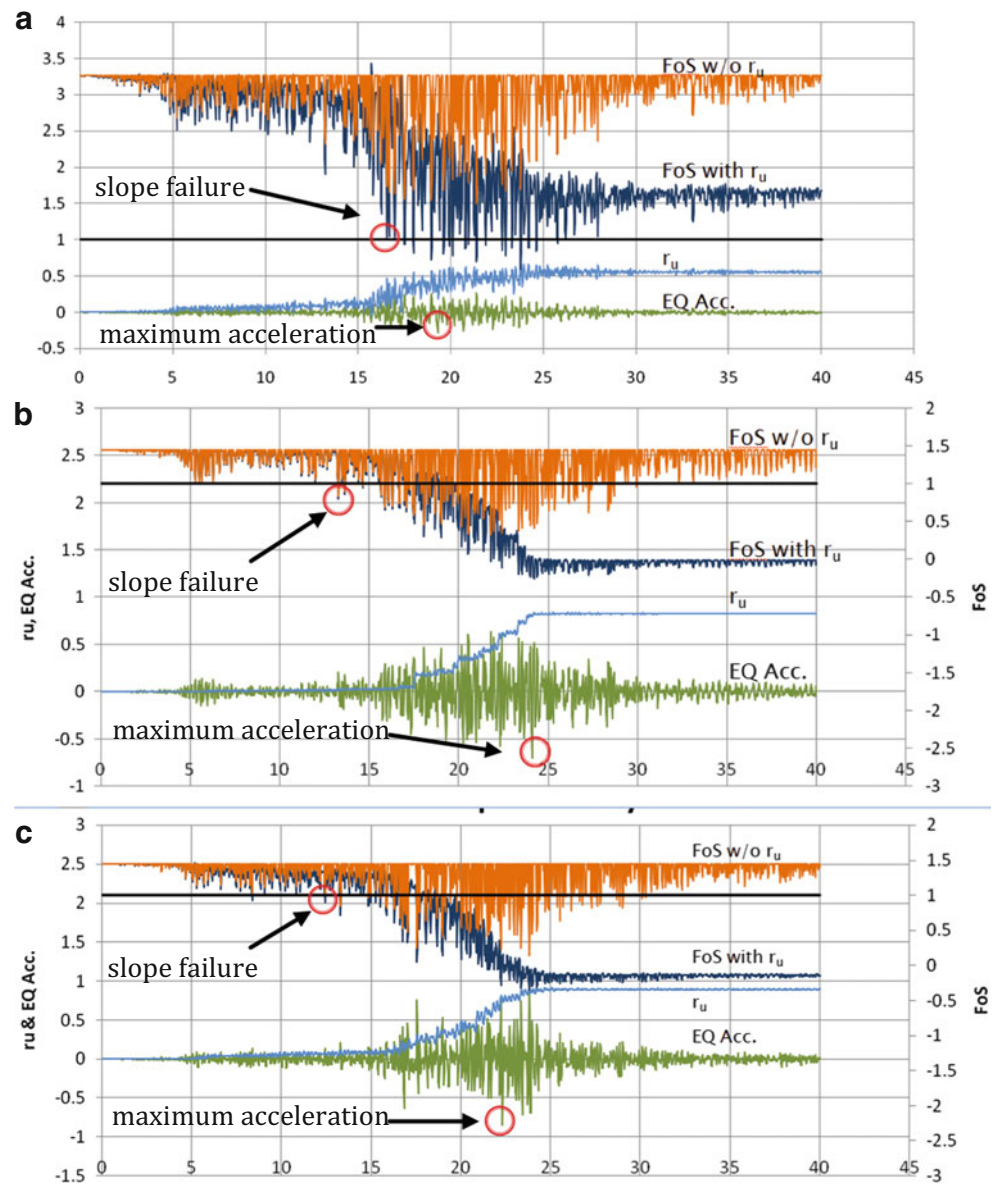 a
4
3.5
3
2.5
2
1.5
1
0.5
0
-0.5
FoS w/o ru
FoS with ru
slope failure
ru
EQ Acc.
maximum acceleration
0 5 10 15 20 25 30 35 40 45
b
3
2.5
2
1.5
1
0.5
0
-0.5
-1
2
1.5
1
0.5
0
-0.5
-1
-1.5
-2
-2.5
-3
ru, EQ Acc.
FoS
FoS w/o ru
slope failure
FoS with ru
ru
EQ Acc.
maximum acceleration
0 5 10 15 20 25 30 35 40 45
c
3
2.5
2
1.5
1
0.5
0
-0.5
-1
-1.5
2
1.5
1
0.5
0
-0.5
-1
-1.5
-2
-2.5
-3
ru& EQ Acc.
FoS
FoS w/o ru
slope failure
FoS with ru
ru
EQ Acc.
maximum acceleration
0 5 10 15 20 25 30 35 40 45